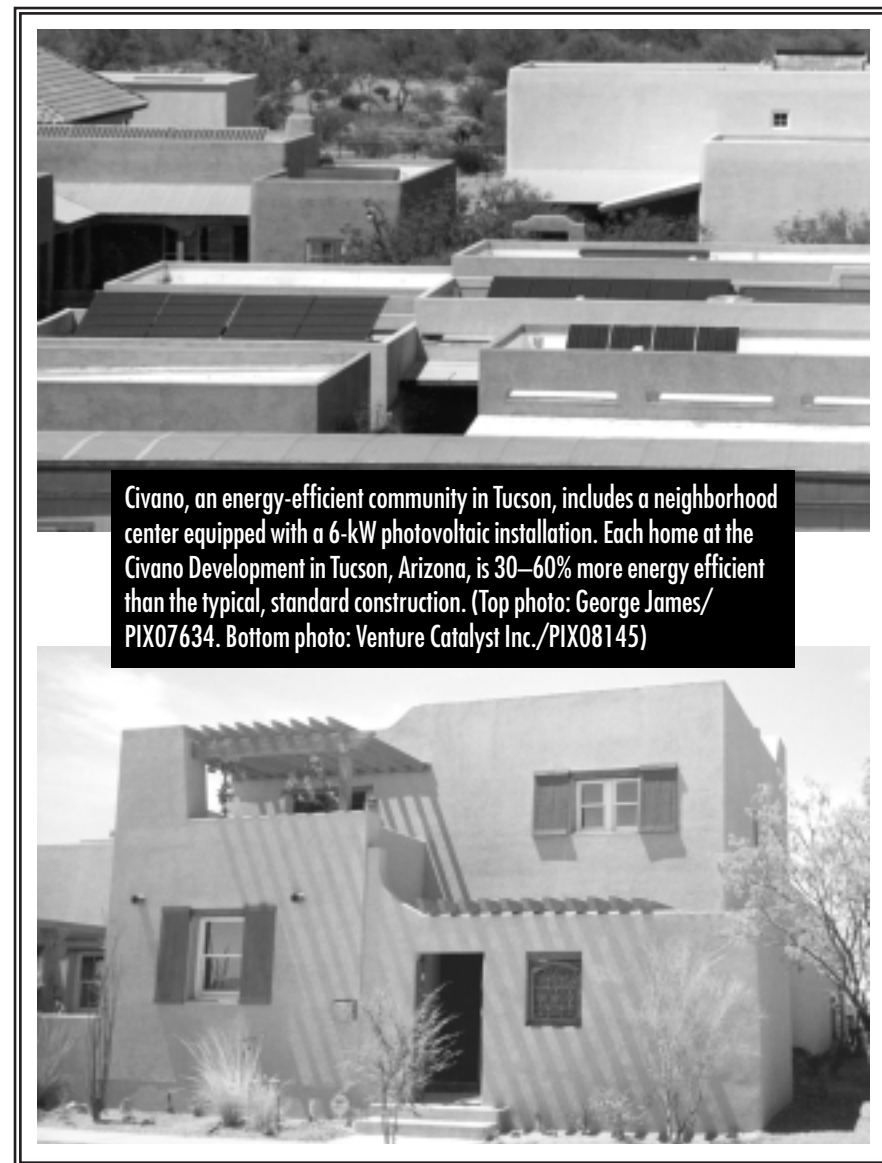 Civano, an energy-efficient community in Tucson, includes a neighborhood
center equipped with a 6-kW photovoltaic installation. Each home at the
Civano Development in Tucson, Arizona, is 30–60% more energy efficient
than the typical, standard construction. (Top photo: George James/
PIX07634. Bottom photo: Venture Catalyst Inc./PIX08145)